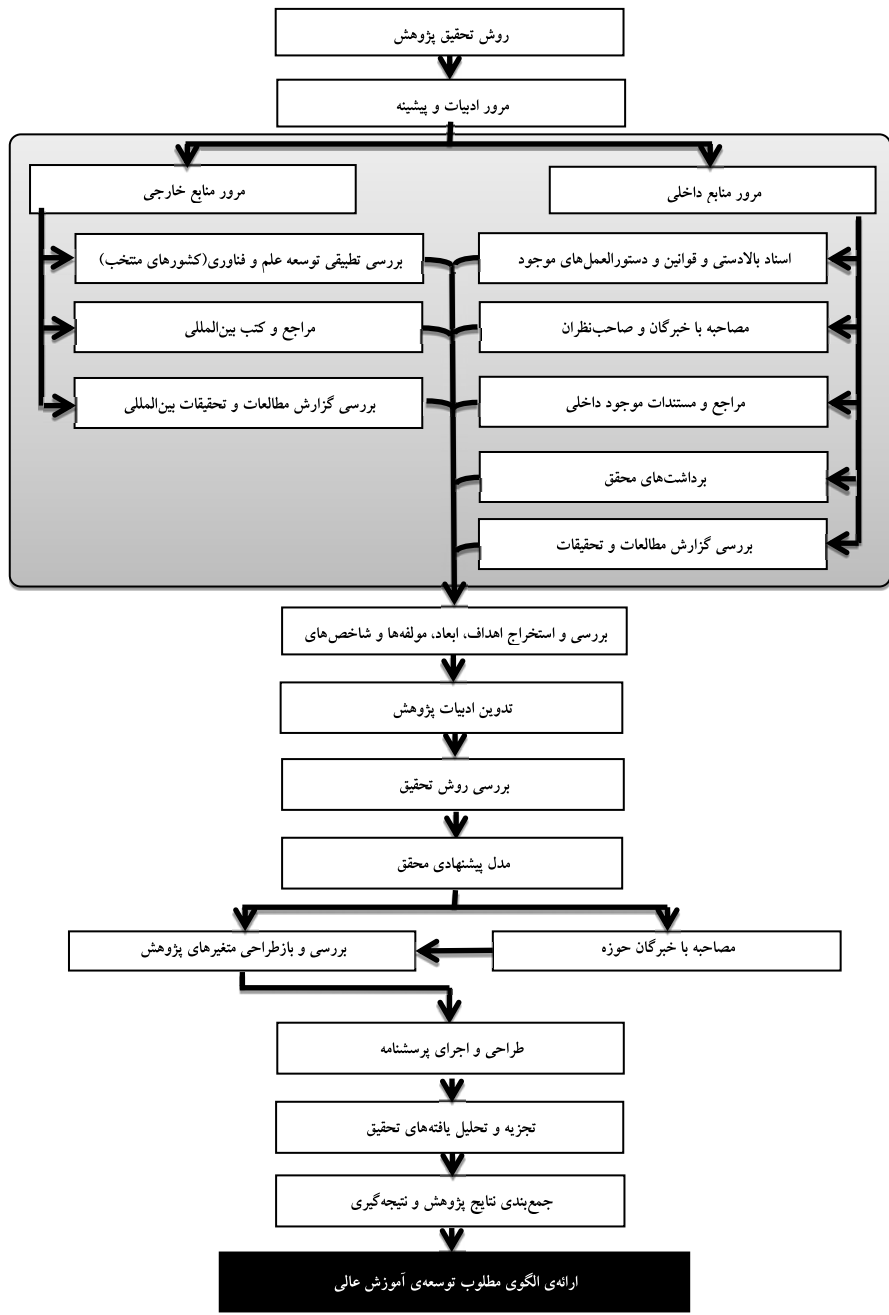 روش تحقیق پژوهش
مرور ادبیات و پیشینه
مرور منابع داخلی
مرور منابع خارجی
اسناد بالادستی و قوانین و دستورالعمل‌های موجود
بررسی تطبیقی توسعه علم و فناوری(کشورهای منتخب)
مصاحبه با خبرگان و صاحب‌نظران
مراجع و کتب بین‌المللی
مراجع و مستندات موجود داخلی
بررسی گزارش مطالعات و تحقیقات بین‌المللی
برداشت‌های محقق
بررسی گزارش مطالعات و تحقیقات
بررسی و استخراج اهداف، ابعاد، مولفه‌ها و شاخص‌های
تدوین ادبیات پژوهش
بررسی روش تحقیق
مدل پیشنهادی محقق
مصاحبه با خبرگان حوزه
بررسی و بازطراحی متغیرهای پژوهش
طراحی و اجرای پرسشنامه
تجزیه و تحلیل یافته‌های تحقیق
جمع‌بندی نتایج پژوهش و نتیجه‌گیری
ارائه‌ی الگوی مطلوب توسعه‌ی آموزش عالی